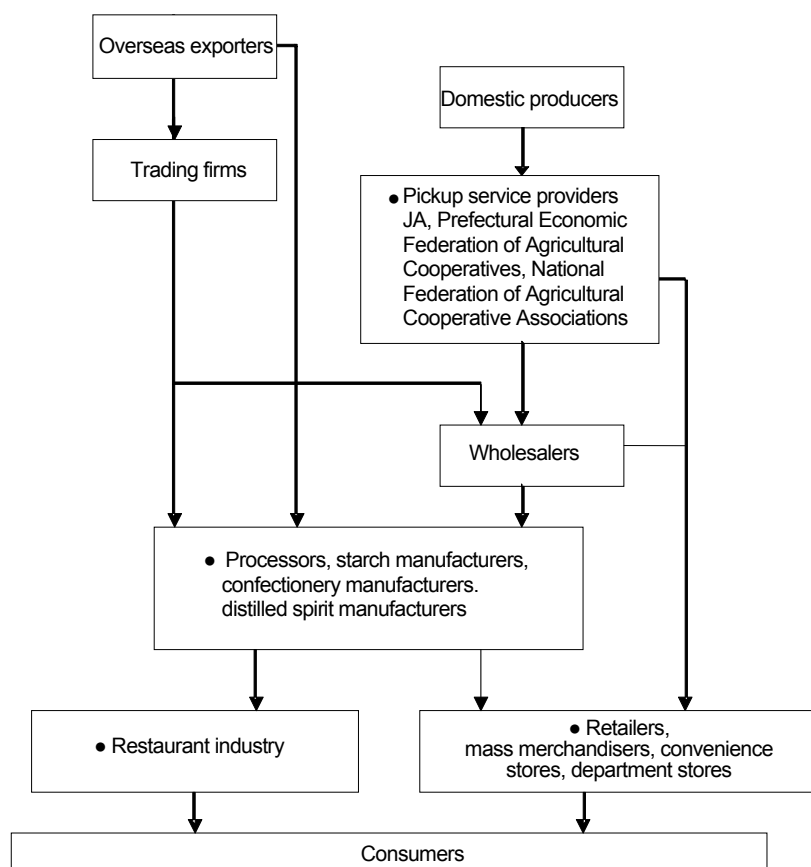 Overseas exporters
Domestic producers
Trading firms
● Pickup service providers
JA, Prefectural Economic
Federation of Agricultural
Cooperatives, National
Federation of Agricultural
Cooperative Associations
Wholesalers
● Processors, starch manufacturers,
confectionery manufacturers.
distilled spirit manufacturers
● Restaurant industry
● Retailers,
mass merchandisers, convenience
stores, department stores
Consumers